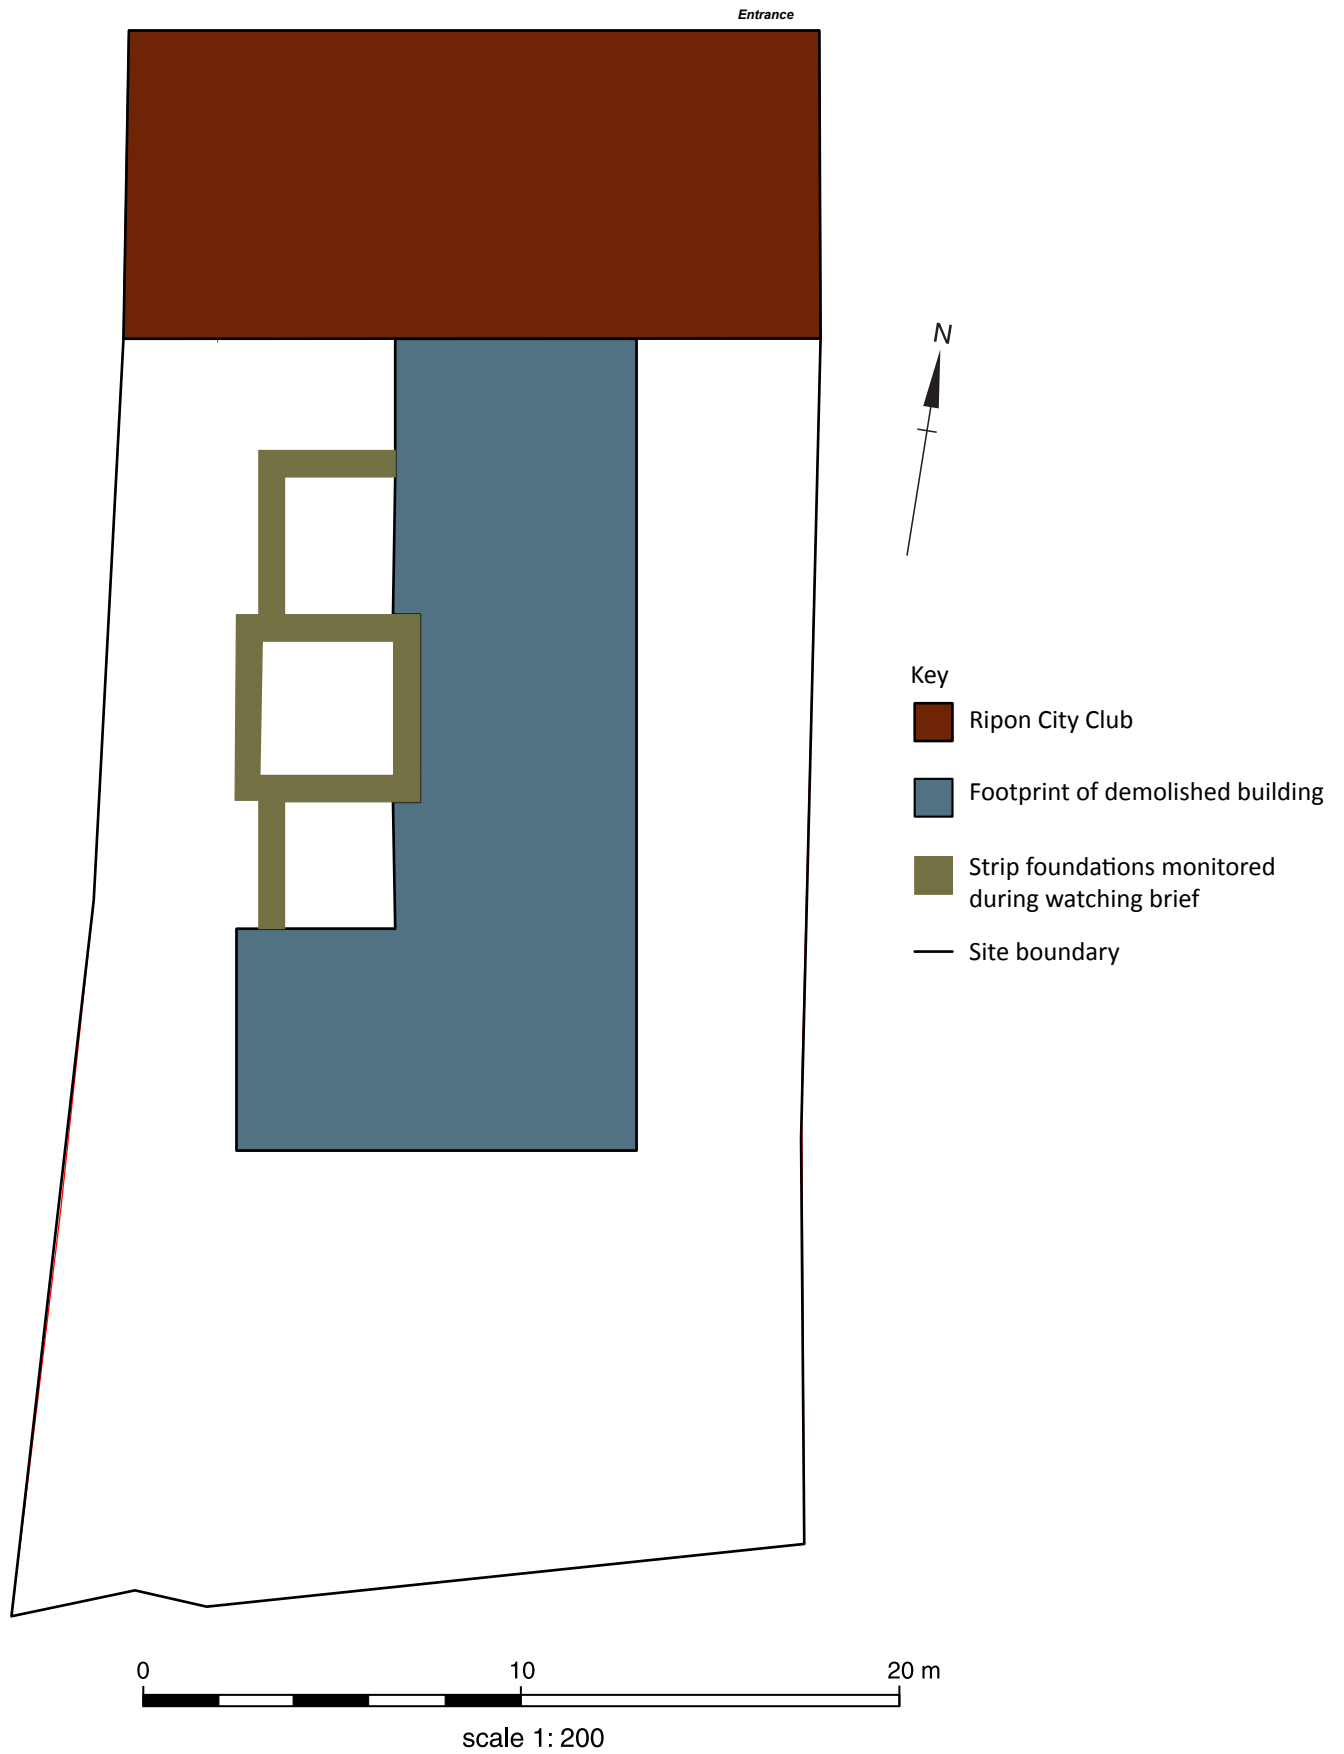 Entrance
N
Key
Ripon City Club
Footprint of demolished building
Strip foundations monitored
during watching brief
Site boundary
0 10 20 m
scale 1: 200